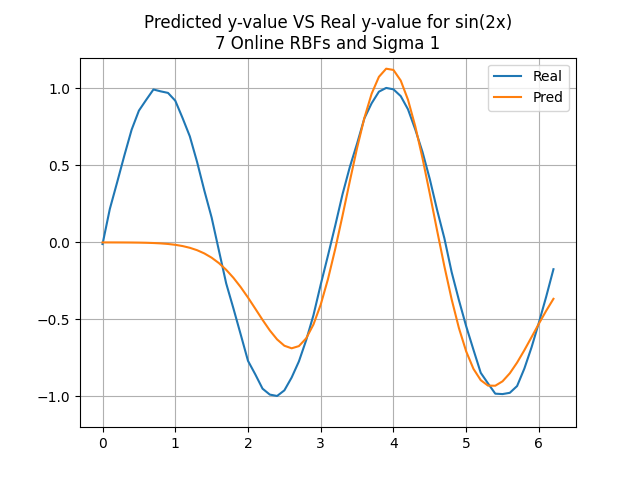 Predicted y-value VS Real y-value for sin(2x)
7 Online RBFs and Sigma 1
Real
Pred
1.0
0.5
0.0
−0.5
−1.0
0 1 2 3 4 5 6